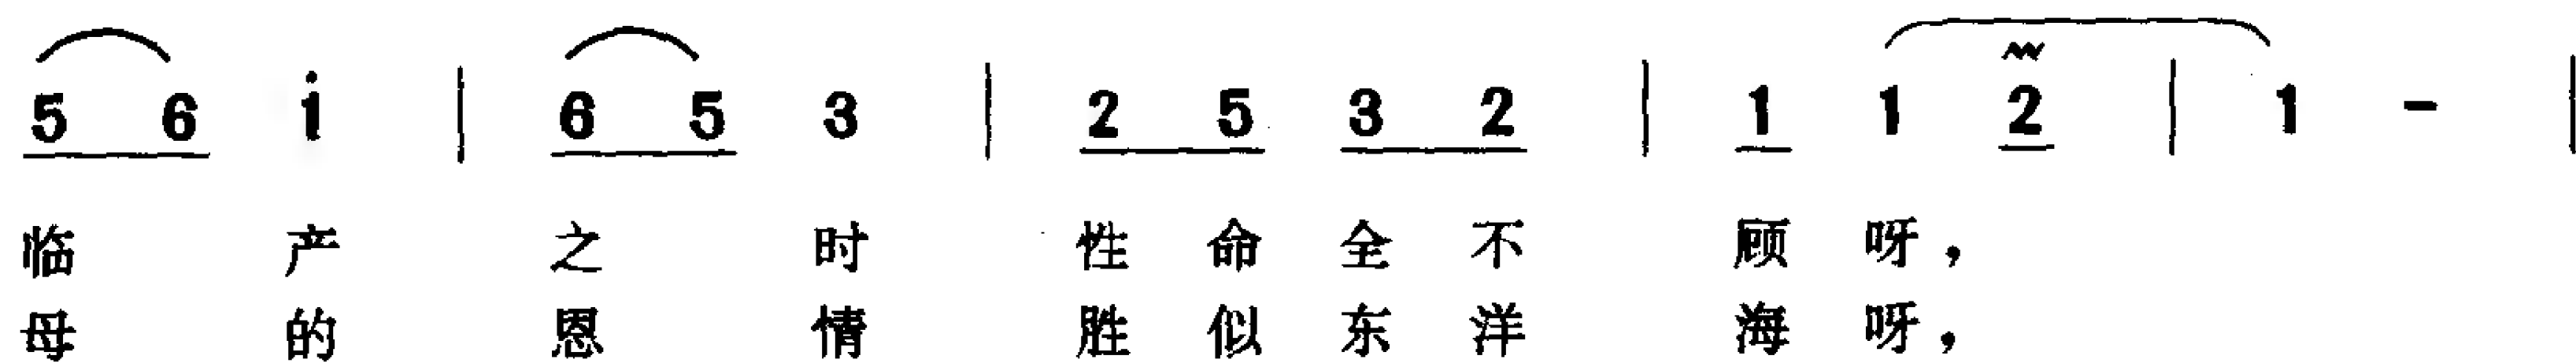 5 6 i̇ | 6 5 3 | 2 5 3 2 | 1 1 2 | 1 - |
临 产 之 时 性 命 全 不 顾 呀，
母 的 恩 情 胜 似 东 洋 海 呀，